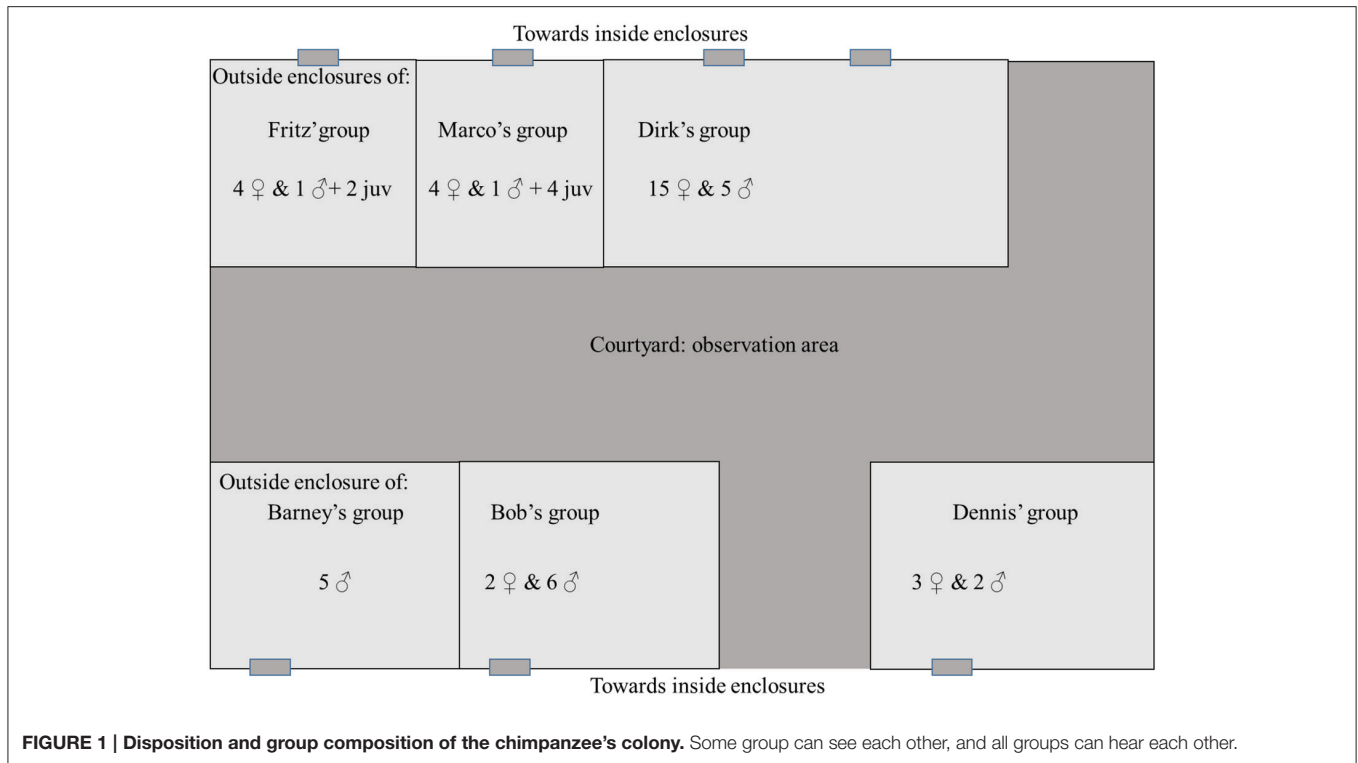 Towards inside enclosures
Outside enclosures of:
Fritz'group
4 ♀ & 1 ♂+ 2 juv
Marco's group
4 ♀ & 1 ♂ + 4 juv
Dirk's group
15 ♀ & 5 ♂
Courtyard: observation area
Outside enclosure of:
Barney's group
5 ♂
Bob's group
2 ♀ & 6 ♂
Dennis' group
3 ♀ & 2 ♂
Towards inside enclosures
FIGURE 1 | Disposition and group composition of the chimpanzee's colony. Some group can see each other, and all groups can hear each other.